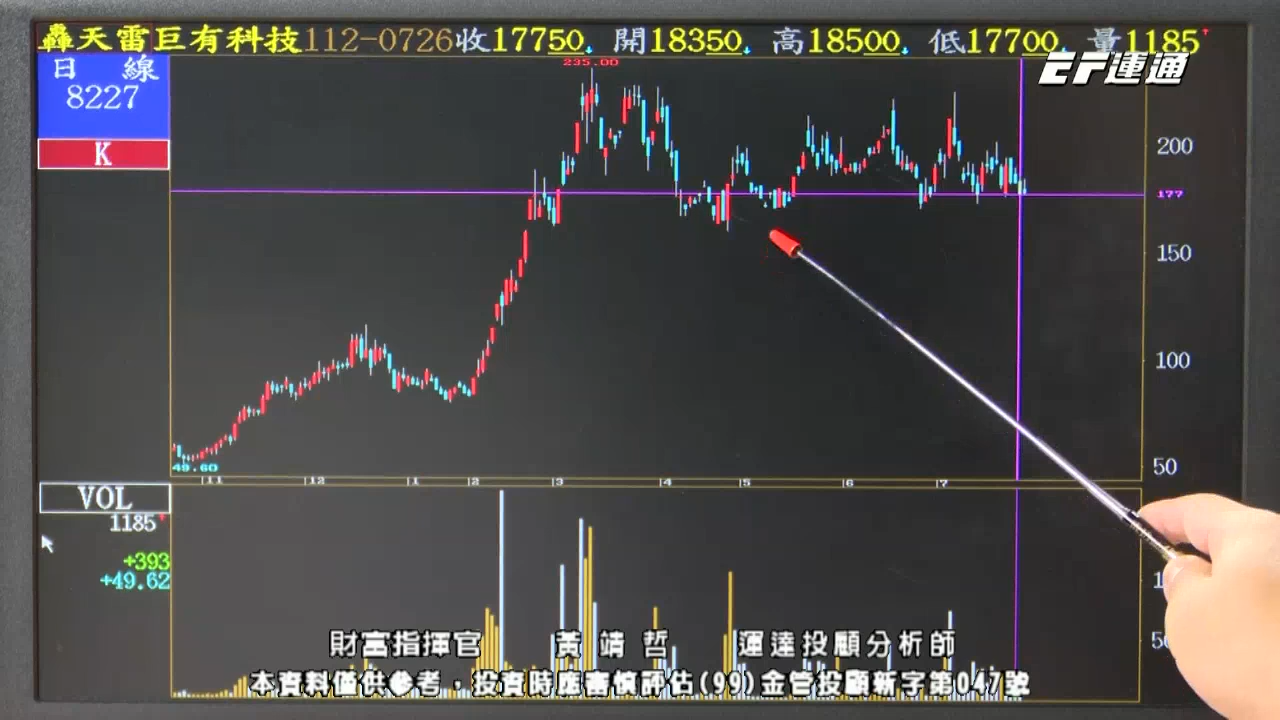 轟天雷巨有科技112-0726收17750 開18350 高18500 低17700 量1185
EF運通
日 線
8227
K
235.00
200
177
150
100
50
49.60
11 12 1 2 3 4 5 6 7
VOL
1185
+393
+49.62
財富指揮官 黃靖哲 運達投顧分析師
本資料僅供參考，投資時應審慎評估(99)金管投顧新字第047號